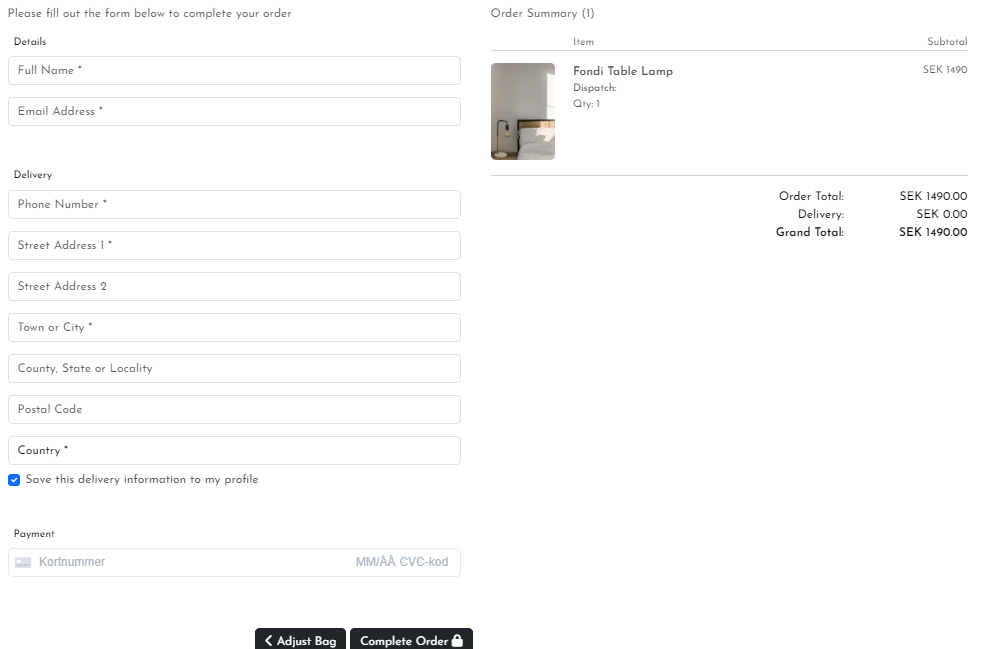 Please fill out the form below to complete your order
Details
Full Name *
Email Address *
Delivery
Phone Number *
Street Address 1 *
Street Address 2
Town or City *
County, State or Locality
Postal Code
Country *
Save this delivery information to my profile
Payment
Kortnummer MM/ÅÅ CVC-kod
Adjust Bag Complete Order
Order Summary (1)
Item Subtotal
Fondi Table Lamp SEK 1490
Dispatch:
Qty: 1
Order Total: SEK 1490.00
Delivery: SEK 0.00
Grand Total: SEK 1490.00